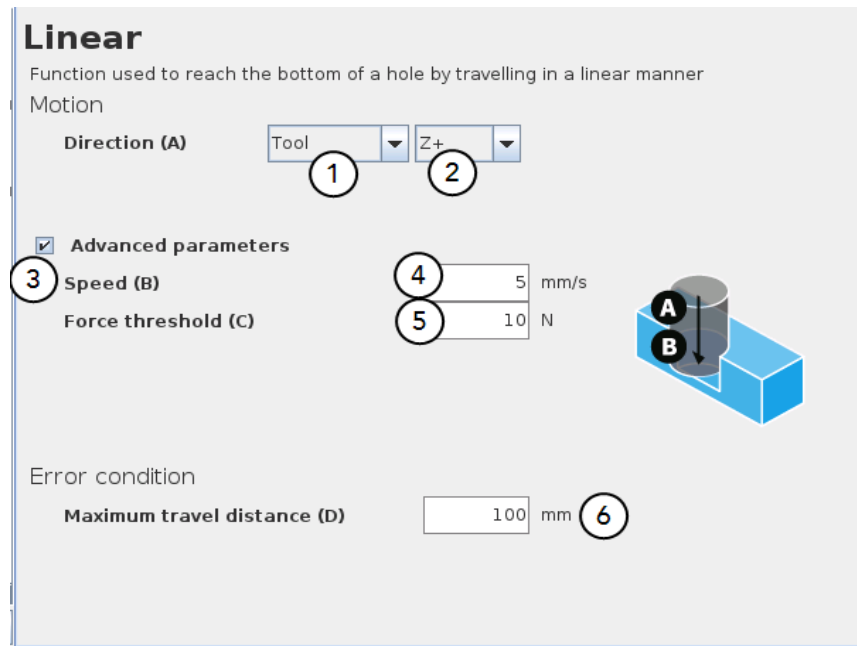 Linear
Function used to reach the bottom of a hole by travelling in a linear manner
Motion
Direction (A) Tool Z+
1 2
Advanced parameters
3 Speed (B) 4 5 mm/s
Force threshold (C) 5 10 N
A
B
Error condition
Maximum travel distance (D) 100 mm 6